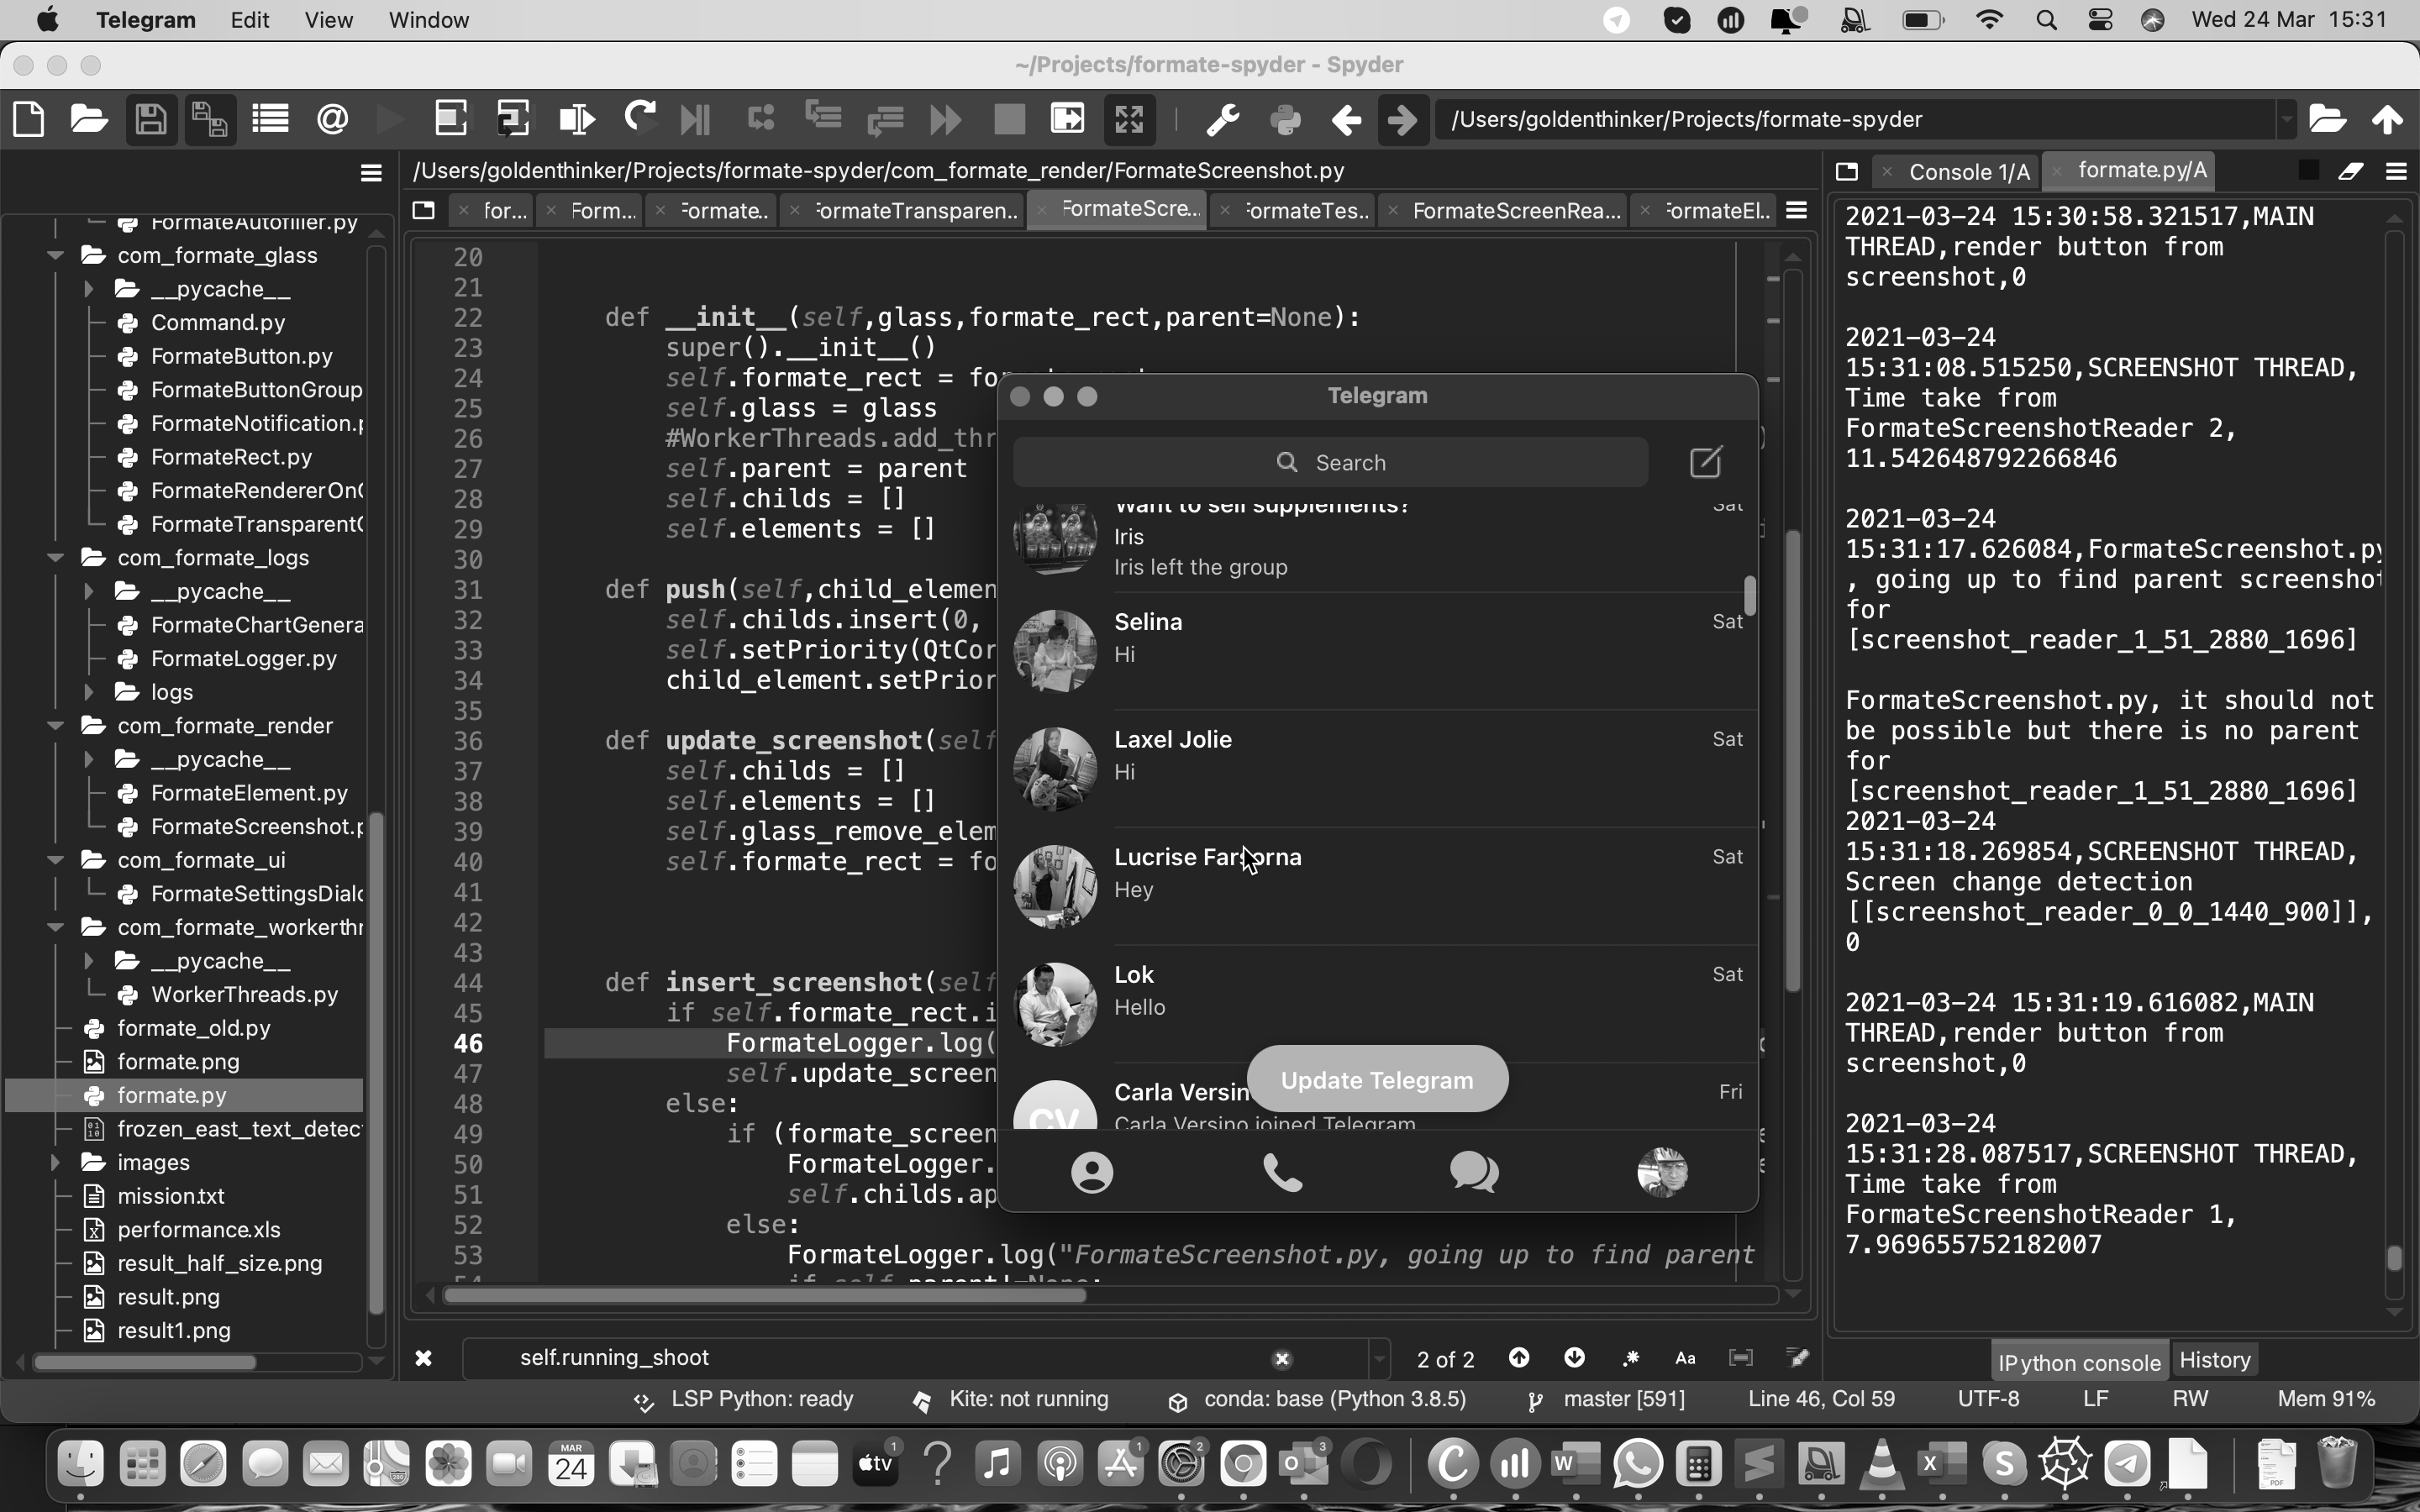 Telegram Edit View Window Wed 24 Mar 15:31
~/Projects/formate-spyder - Spyder
/Users/goldenthinker/Projects/formate-spyder
/Users/goldenthinker/Projects/formate-spyder/com_formate_render/FormateScreenshot.py
for... Form... Formate.. ormateTransparen.. FormateScre... ormateTes.. FormateScreenRea... ormateEl..
FormateAutofiller.py
com_formate_glass
__pycache__
Command.py
FormateButton.py
FormateButtonGroup
FormateNotification.p
FormateRect.py
FormateRendererOn
FormateTransparent
com_formate_logs
__pycache__
FormateChartGenera
FormateLogger.py
logs
com_formate_render
__pycache__
FormateElement.py
FormateScreenshot.p
com_formate_ui
FormateSettingsDialo
com_formate_workerthr
__pycache__
WorkerThreads.py
formate_old.py
formate.png
formate.py
frozen_east_text_detec
images
mission.txt
performance.xls
result_half_size.png
result.png
result1.png
20
21
22 def __init__(self,glass,formate_rect,parent=None):
23 super().__init__()
24 self.formate_rect = fo
25 self.glass = glass
26 #WorkerThreads.add_thr
27 self.parent = parent
28 self.childs = []
29 self.elements = []
30
31 def push(self,child_elemen
32 self.childs.insert(0,
33 self.setPriority(QtCor
34 child_element.setPrior
35
36 def update_screenshot(self
37 self.childs = []
38 self.elements = []
39 self.glass_remove_elem
40 self.formate_rect = fo
41
42
43
44 def insert_screenshot(self
45 if self.formate_rect.i
46 FormateLogger.log(
47 self.update_screen
48 else:
49 if (formate_screen
50 FormateLogger.
51 self.childs.ap
52 else:
53 FormateLogger.log("FormateScreenshot.py, going up to find parent
54 if self.parent!=None:
Telegram
Search
Want to sell supplements? Sat
Iris
Iris left the group
Selina Sat
Hi
Laxel Jolie Sat
Hi
Lucrise Far orna Sat
Hey
Lok Sat
Hello
Carla Versin Fri
Carla Versino joined Telegram
CV
Update Telegram
Console 1/A formate.py/A
2021-03-24 15:30:58.321517,MAIN
THREAD,render button from
screenshot,0
2021-03-24
15:31:08.515250,SCREENSHOT THREAD,
Time take from
FormateScreenshotReader 2,
11.542648792266846
2021-03-24
15:31:17.626084,FormateScreenshot.py
, going up to find parent screenshot
for
[screenshot_reader_1_51_2880_1696]
FormateScreenshot.py, it should not
be possible but there is no parent
for
[screenshot_reader_1_51_2880_1696]
2021-03-24
15:31:18.269854,SCREENSHOT THREAD,
Screen change detection
[[screenshot_reader_0_0_1440_900]],
0
2021-03-24 15:31:19.616082,MAIN
THREAD,render button from
screenshot,0
2021-03-24
15:31:28.087517,SCREENSHOT THREAD,
Time take from
FormateScreenshotReader 1,
7.969655752182007
self.running_shoot 2 of 2 .* Aa
IPython console History
LSP Python: ready Kite: not running conda: base (Python 3.8.5) master [591] Line 46, Col 59 UTF-8 LF RW Mem 91%
MAR
24
tv 1 1 2 3
PDF